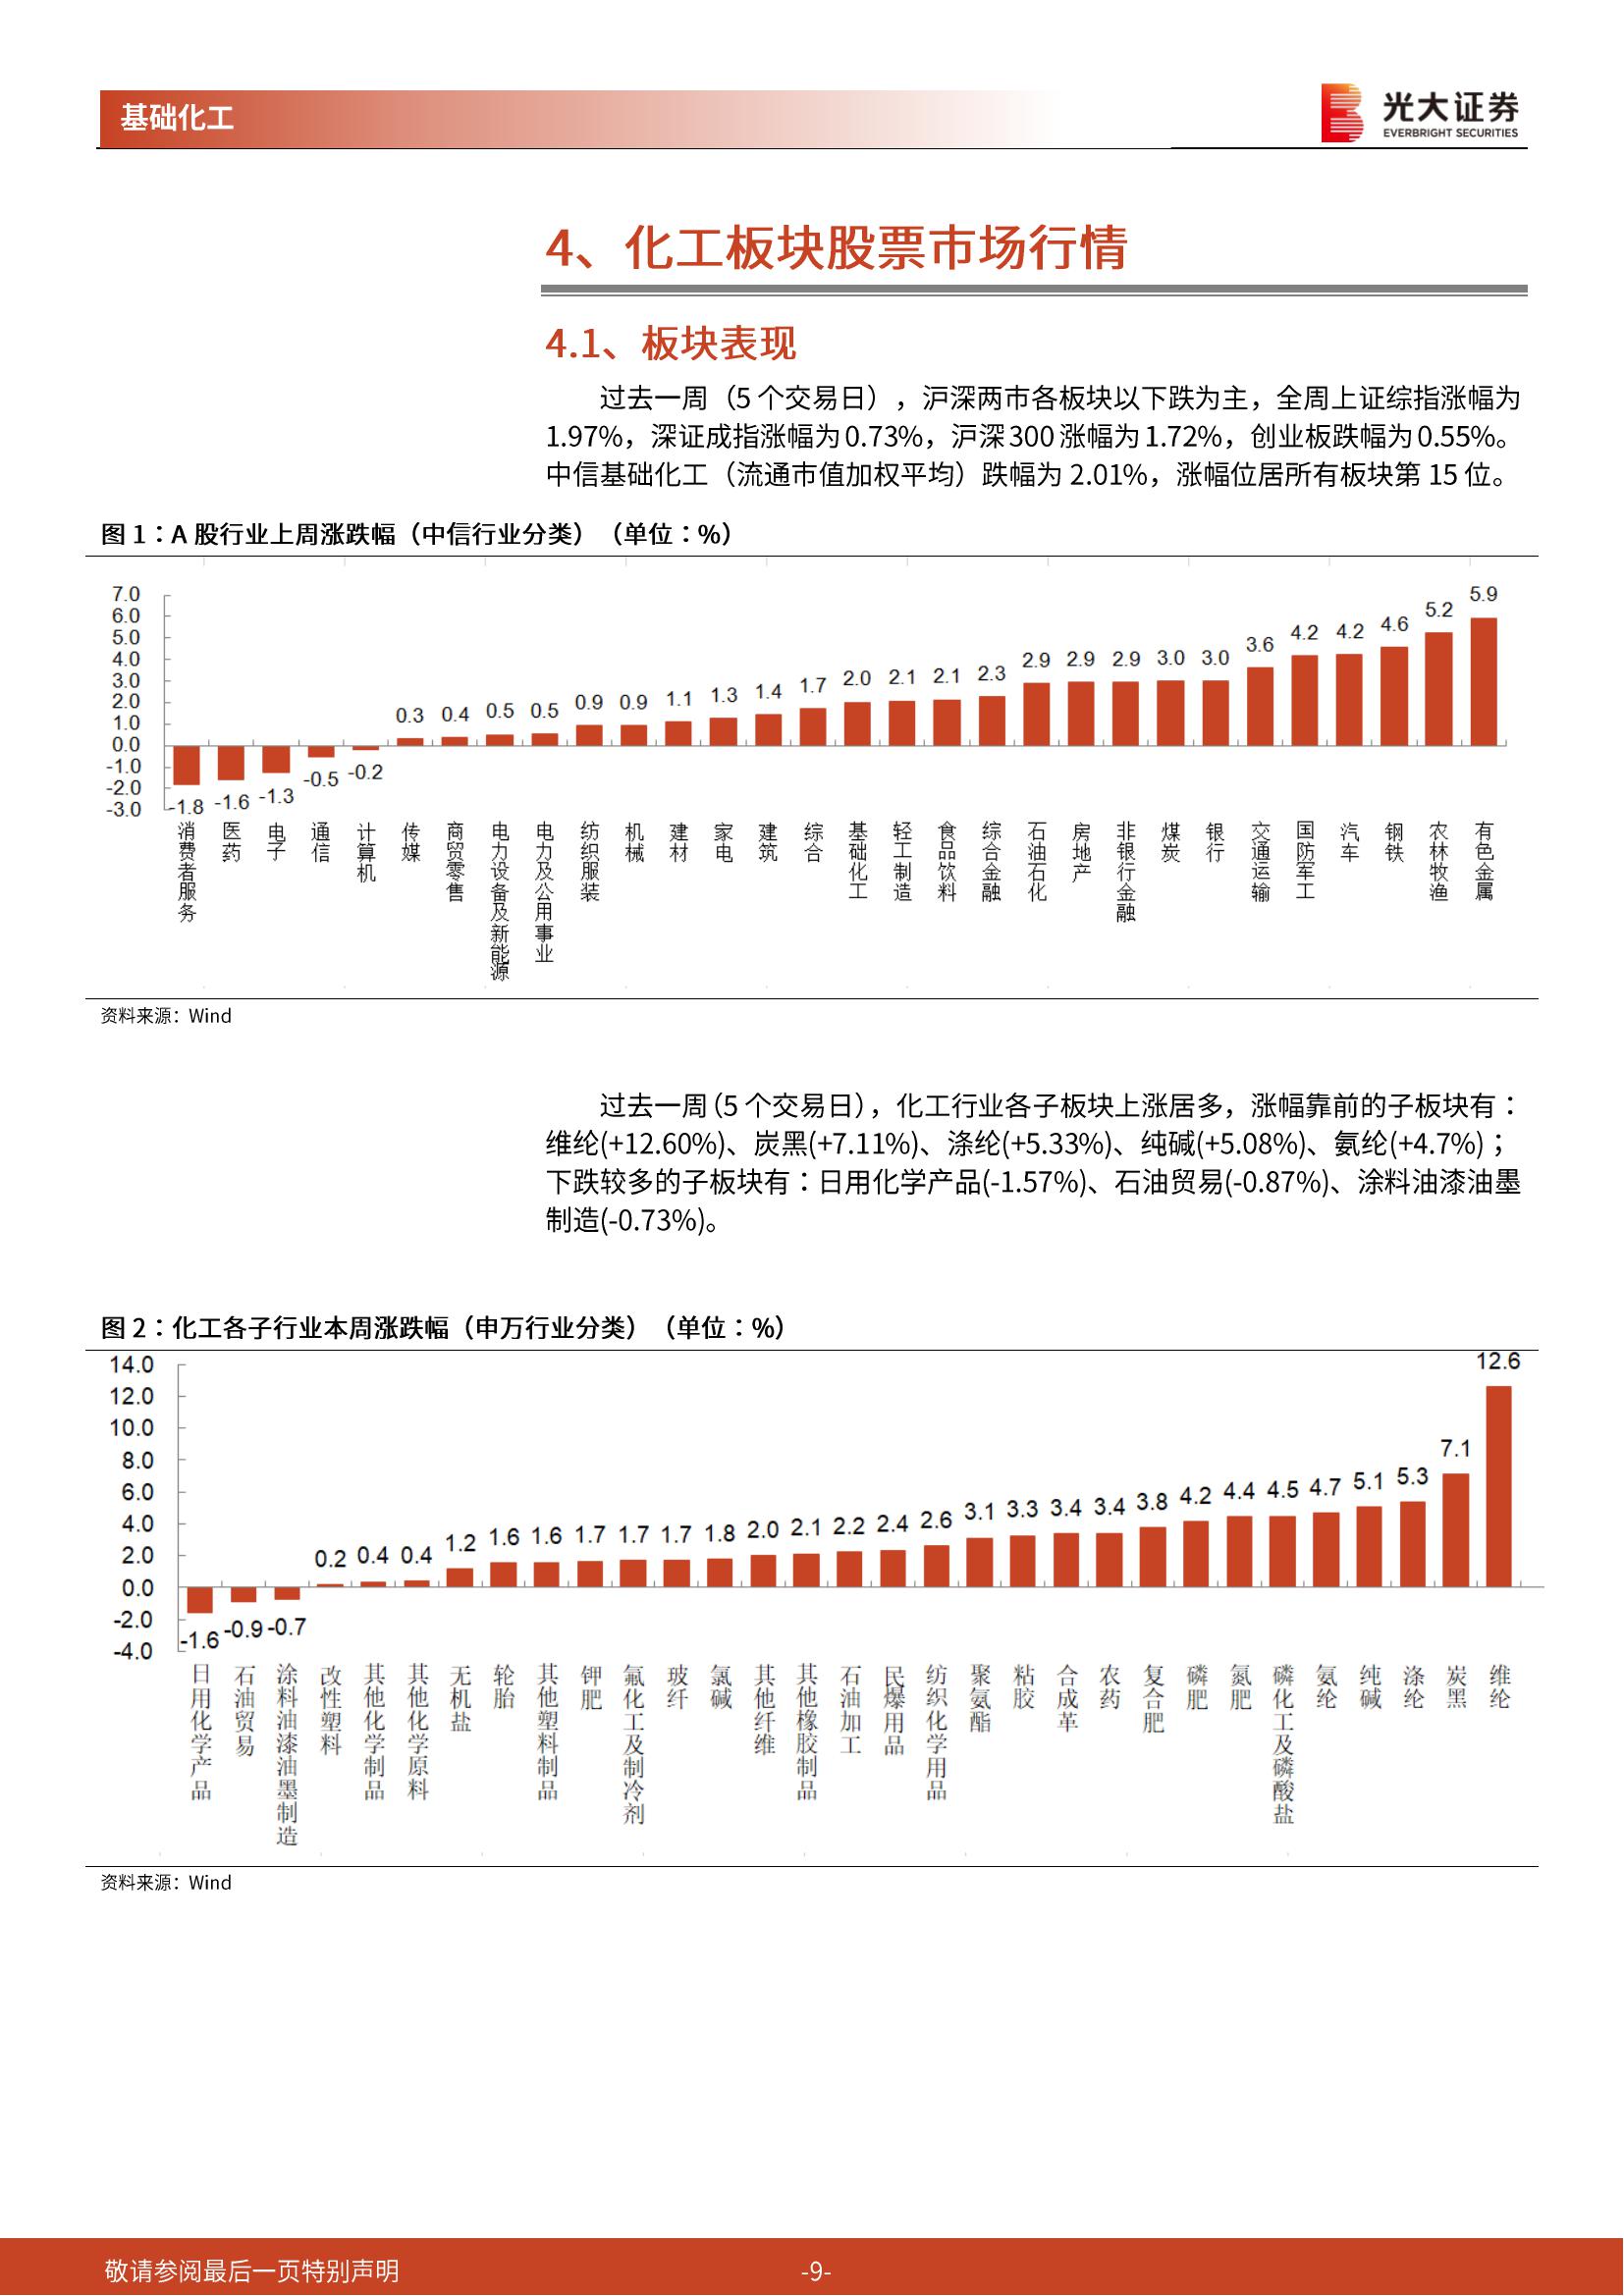 基础化工
光大证券
EVERBRIGHT SECURITIES
4、化工板块股票市场行情
4.1、板块表现
过去一周（5 个交易日），沪深两市各板块以下跌为主，全周上证综指涨幅为
1.97%，深证成指涨幅为 0.73%，沪深 300 涨幅为 1.72%，创业板跌幅为 0.55%。
中信基础化工（流通市值加权平均）跌幅为 2.01%，涨幅位居所有板块第 15 位。
图 1：A 股行业上周涨跌幅（中信行业分类）（单位：%）
7.0
6.0
5.0
4.0
3.0
2.0
1.0
0.0
-1.0
-2.0
-3.0
-1.8 -1.6 -1.3 -0.5 -0.2 0.3 0.4 0.5 0.5 0.9 0.9 1.1 1.3 1.4 1.7 2.0 2.1 2.1 2.3 2.9 2.9 2.9 3.0 3.0 3.6 4.2 4.2 4.6 5.2 5.9
消费者服务
医药
电子
通信
计算机
传媒
商贸零售
电力设备及新能源
电力及公用事业
纺织服装
机械
建材
家电
建筑
综合
基础化工
轻工制造
食品饮料
综合金融
石油石化
房地产
非银行金融
煤炭
银行
交通运输
国防军工
汽车
钢铁
农林牧渔
有色金属
资料来源：Wind
过去一周（5 个交易日），化工行业各子板块上涨居多，涨幅靠前的子板块有：
维纶(+12.60%)、炭黑(+7.11%)、涤纶(+5.33%)、纯碱(+5.08%)、氨纶(+4.7%)；
下跌较多的子板块有：日用化学产品(-1.57%)、石油贸易(-0.87%)、涂料油漆油墨
制造(-0.73%)。
图 2：化工各子行业本周涨跌幅（申万行业分类）（单位：%）
14.0
12.0
10.0
8.0
6.0
4.0
2.0
0.0
-2.0
-4.0
-1.6 -0.9 -0.7 0.2 0.4 0.4 1.2 1.6 1.6 1.7 1.7 1.7 1.8 2.0 2.1 2.2 2.4 2.6 3.1 3.3 3.4 3.4 3.8 4.2 4.4 4.5 4.7 5.1 5.3 7.1 12.6
日用化学产品
石油贸易
涂料油漆油墨制造
改性塑料
其他化学制品
其他化学原料
无机盐
轮胎
其他塑料制品
钾肥
氟化工及制冷剂
玻纤
氯碱
其他纤维
其他橡胶制品
石油加工
民爆用品
纺织化学用品
聚氨酯
粘胶
合成革
农药
复合肥
磷肥
氮肥
磷化工及磷酸盐
氨纶
纯碱
涤纶
炭黑
维纶
资料来源：Wind
敬请参阅最后一页特别声明
-9-